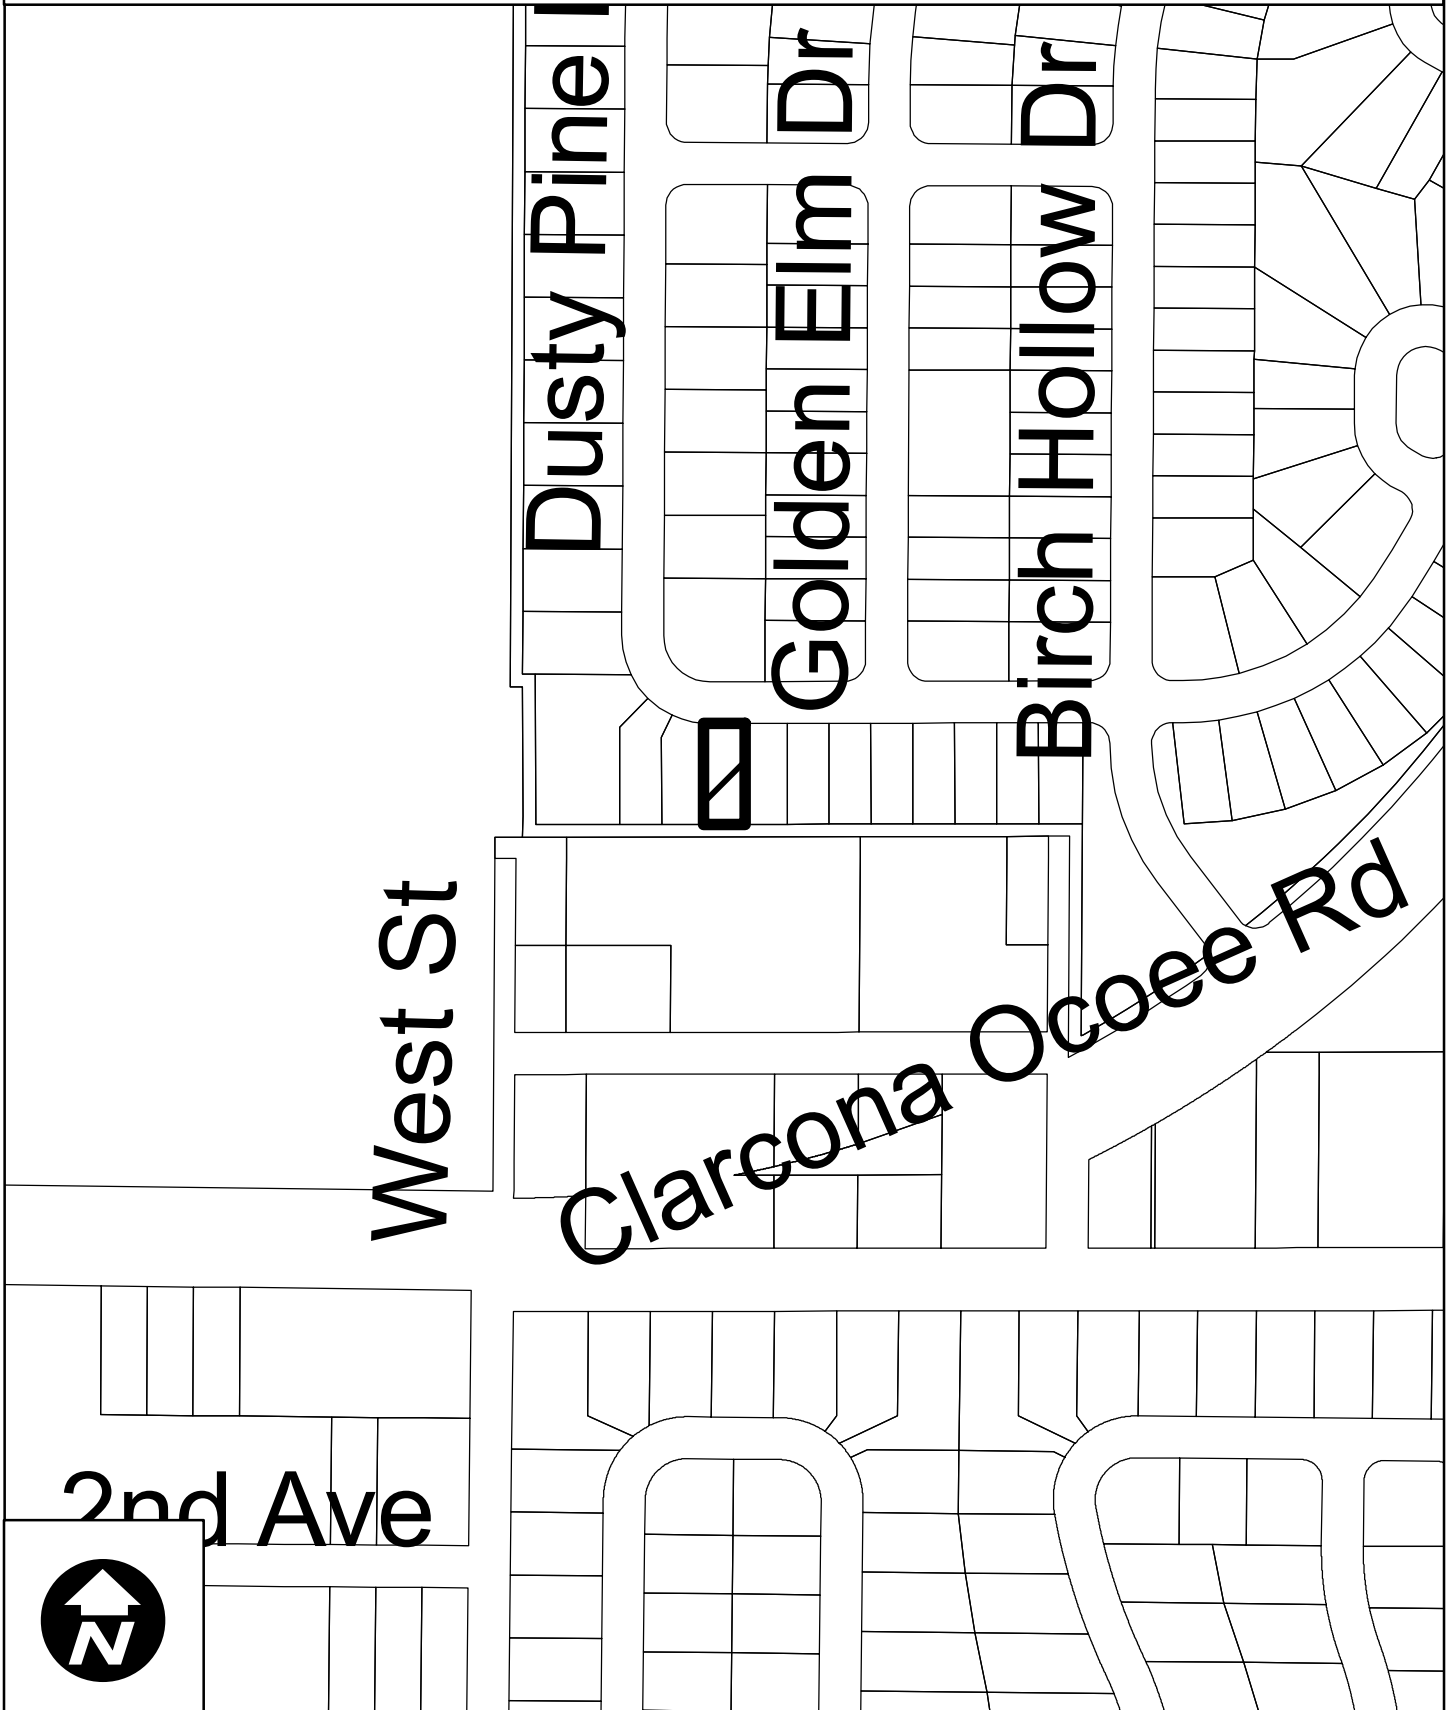 Dusty Pine
Golden Elm Dr
Birch Hollow Dr
West St
Clarcona Ocoee Rd
2nd Ave
N